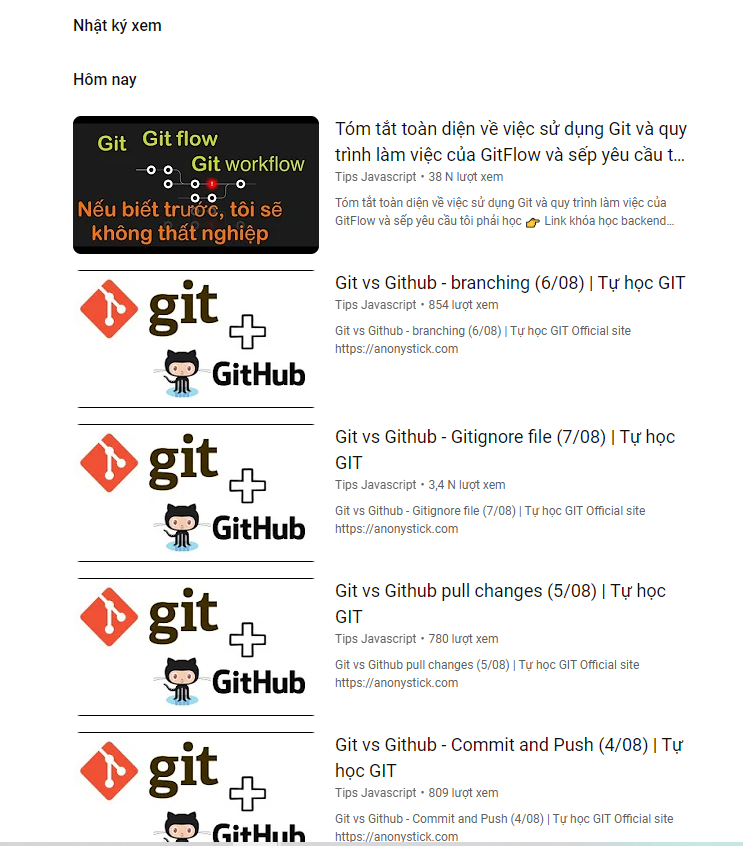 Nhật ký xem
Hôm nay
Git Git flow
Git workflow
Nếu biết trước, tôi sẽ
không thất nghiệp
Tóm tắt toàn diện về việc sử dụng Git và quy
trình làm việc của GitFlow và sếp yêu cầu t...
Tips Javascript • 38 N lượt xem
Tóm tắt toàn diện về việc sử dụng Git và quy trình làm việc của
GitFlow và sếp yêu cầu tôi phải học 👉 Link khóa học backend...
git
GitHub
Git vs Github - branching (6/08) | Tự học GIT
Tips Javascript • 854 lượt xem
Git vs Github - branching (6/08) | Tự học GIT Official site
https://anonystick.com
git
GitHub
Git vs Github - Gitignore file (7/08) | Tự học
GIT
Tips Javascript • 3,4 N lượt xem
Git vs Github - Gitignore file (7/08) | Tự học GIT Official site
https://anonystick.com
git
GitHub
Git vs Github pull changes (5/08) | Tự học
GIT
Tips Javascript • 780 lượt xem
Git vs Github pull changes (5/08) | Tự học GIT Official site
https://anonystick.com
git
GitHub
Git vs Github - Commit and Push (4/08) | Tự
học GIT
Tips Javascript • 809 lượt xem
Git vs Github - Commit and Push (4/08) | Tự học GIT Official site
https://anonystick.com